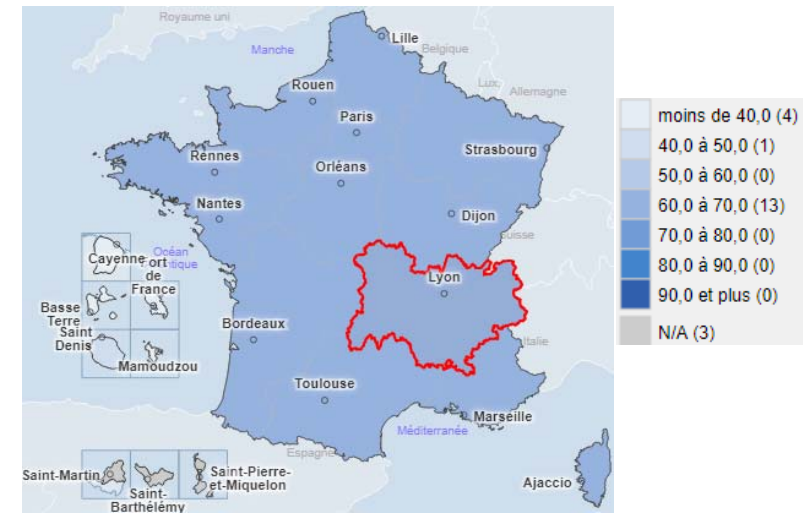 Royaume uni
Lille
Manche
Belgique
Lux.
Allemagne
Rouen
Paris
Strasbourg
Rennes
Orléans
Nantes
Dijon
Suisse
Océan
Cayenne
Fort
de
France
Lyon
Basse
Terre
Saint
Denis
Bordeaux
Italie
Mamoudzou
Toulouse
Marseille
Méditerranée
Espagne
Saint-Martin
Saint-
Barthélémy
Saint-Pierre-
et-Miquelon
Ajaccio
moins de 40,0 (4)
40,0 à 50,0 (1)
50,0 à 60,0 (0)
60,0 à 70,0 (13)
70,0 à 80,0 (0)
80,0 à 90,0 (0)
90,0 et plus (0)
N/A (3)